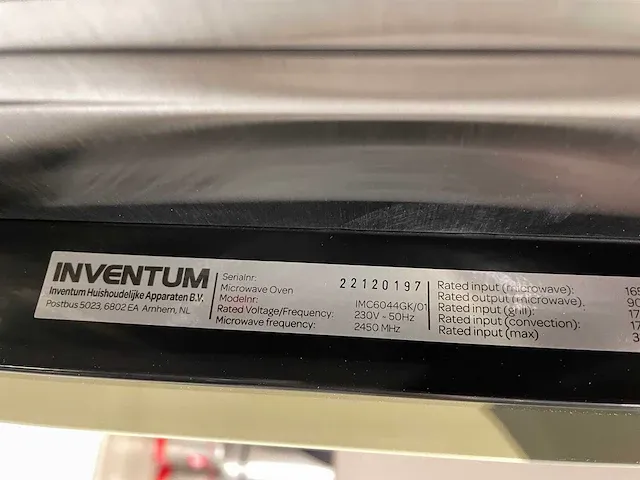 INVENTUM
Inventum Huishoudelijke Apparaten B.V.
Postbus 5023, 6802 EA Arnhem, NL
Serialnr: 22120197
Microwave Oven
Modelnr: IMC6044GK/01
Rated Voltage/Frequency: 230V ~ 50Hz
Microwave frequency: 2450 MHz
Rated input (microwave):
Rated output (microwave):
Rated input (grill):
Rated input (convection):
Rated input (max)